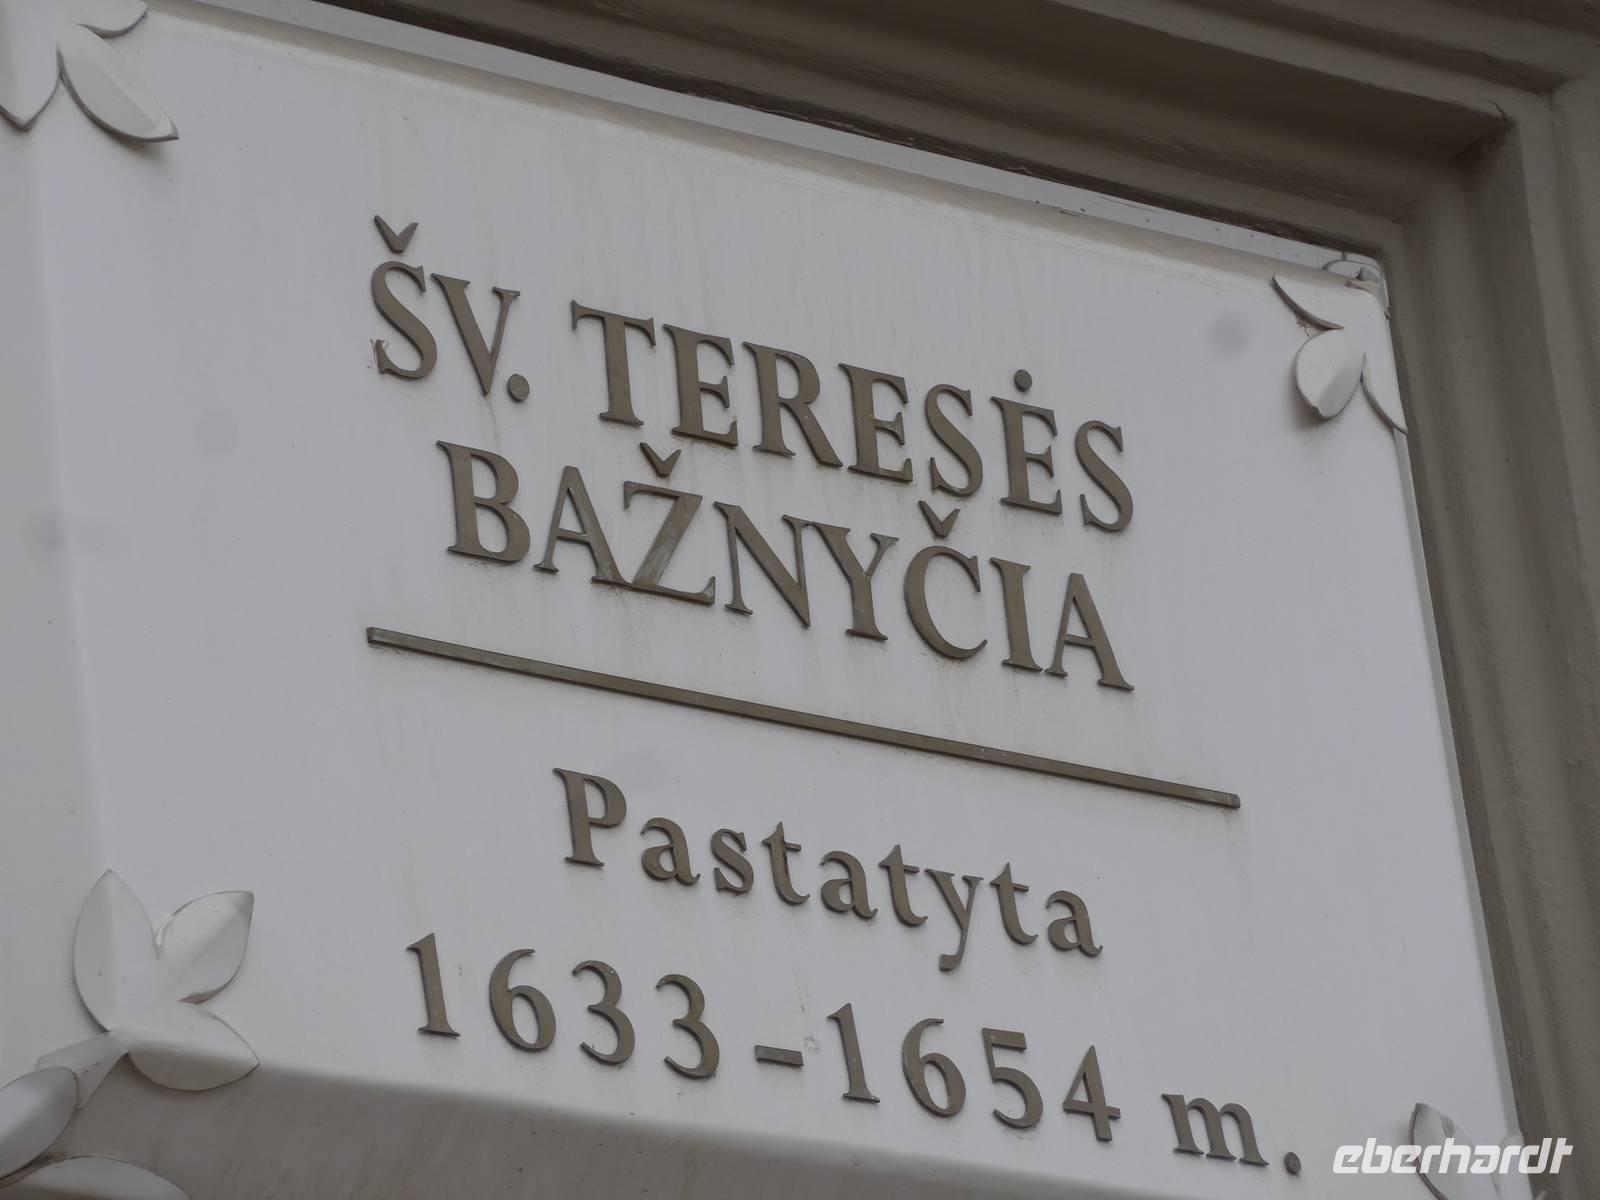 ŠV. TERESĖS
BAŽNYČIA
Pastatyta
1633-1654 m.
eberhardt